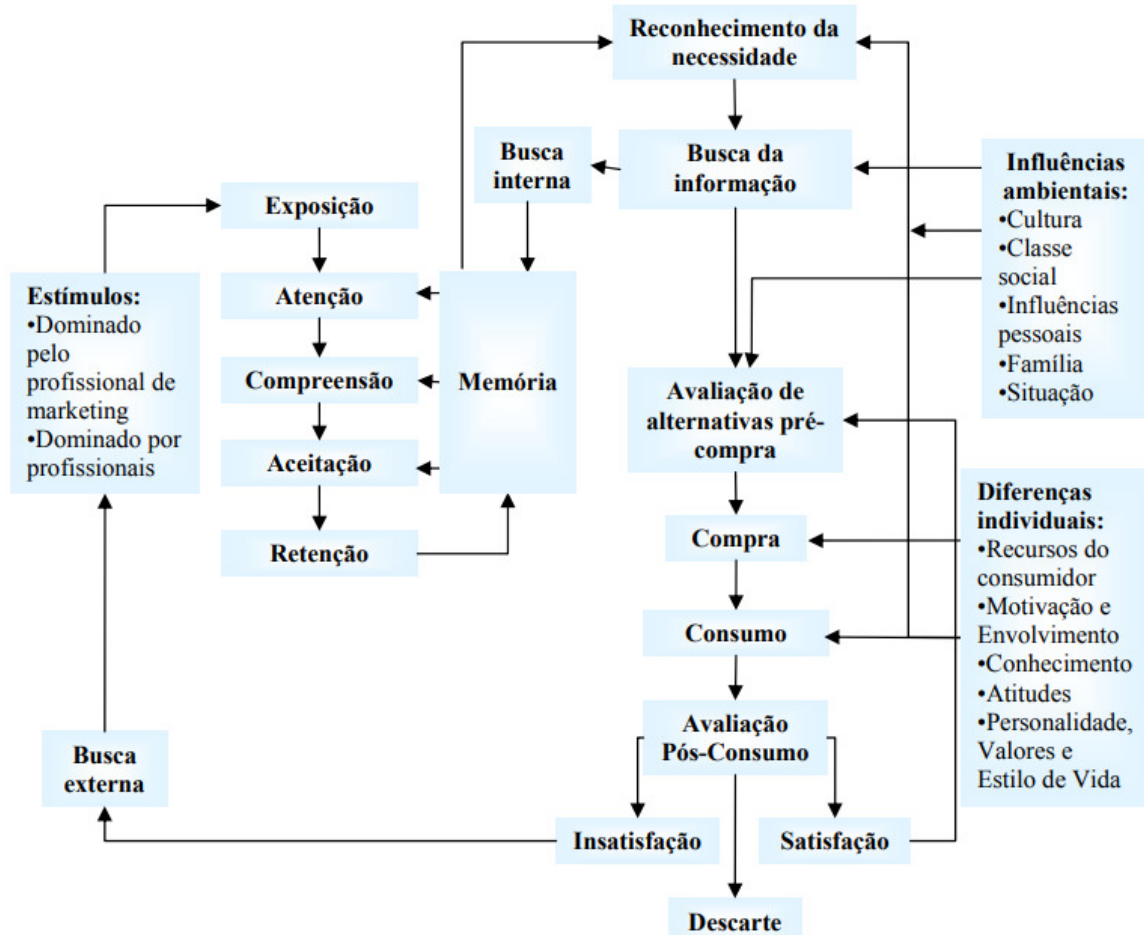 Reconhecimento da
necessidade
Busca
interna
Busca da
informação
Influências
ambientais:
•Cultura
•Classe
social
•Influências
pessoais
•Família
•Situação
Exposição
Estímulos:
•Dominado
pelo
profissional de
marketing
•Dominado por
profissionais
Atenção
Compreensão
Aceitação
Retenção
Memória
Avaliação de
alternativas pré-
compra
Compra
Consumo
Diferenças
individuais:
•Recursos do
consumidor
•Motivação e
Envolvimento
•Conhecimento
•Atitudes
•Personalidade,
Valores e
Estilo de Vida
Avaliação
Pós-Consumo
Busca
externa
Insatisfação
Satisfação
Descarte